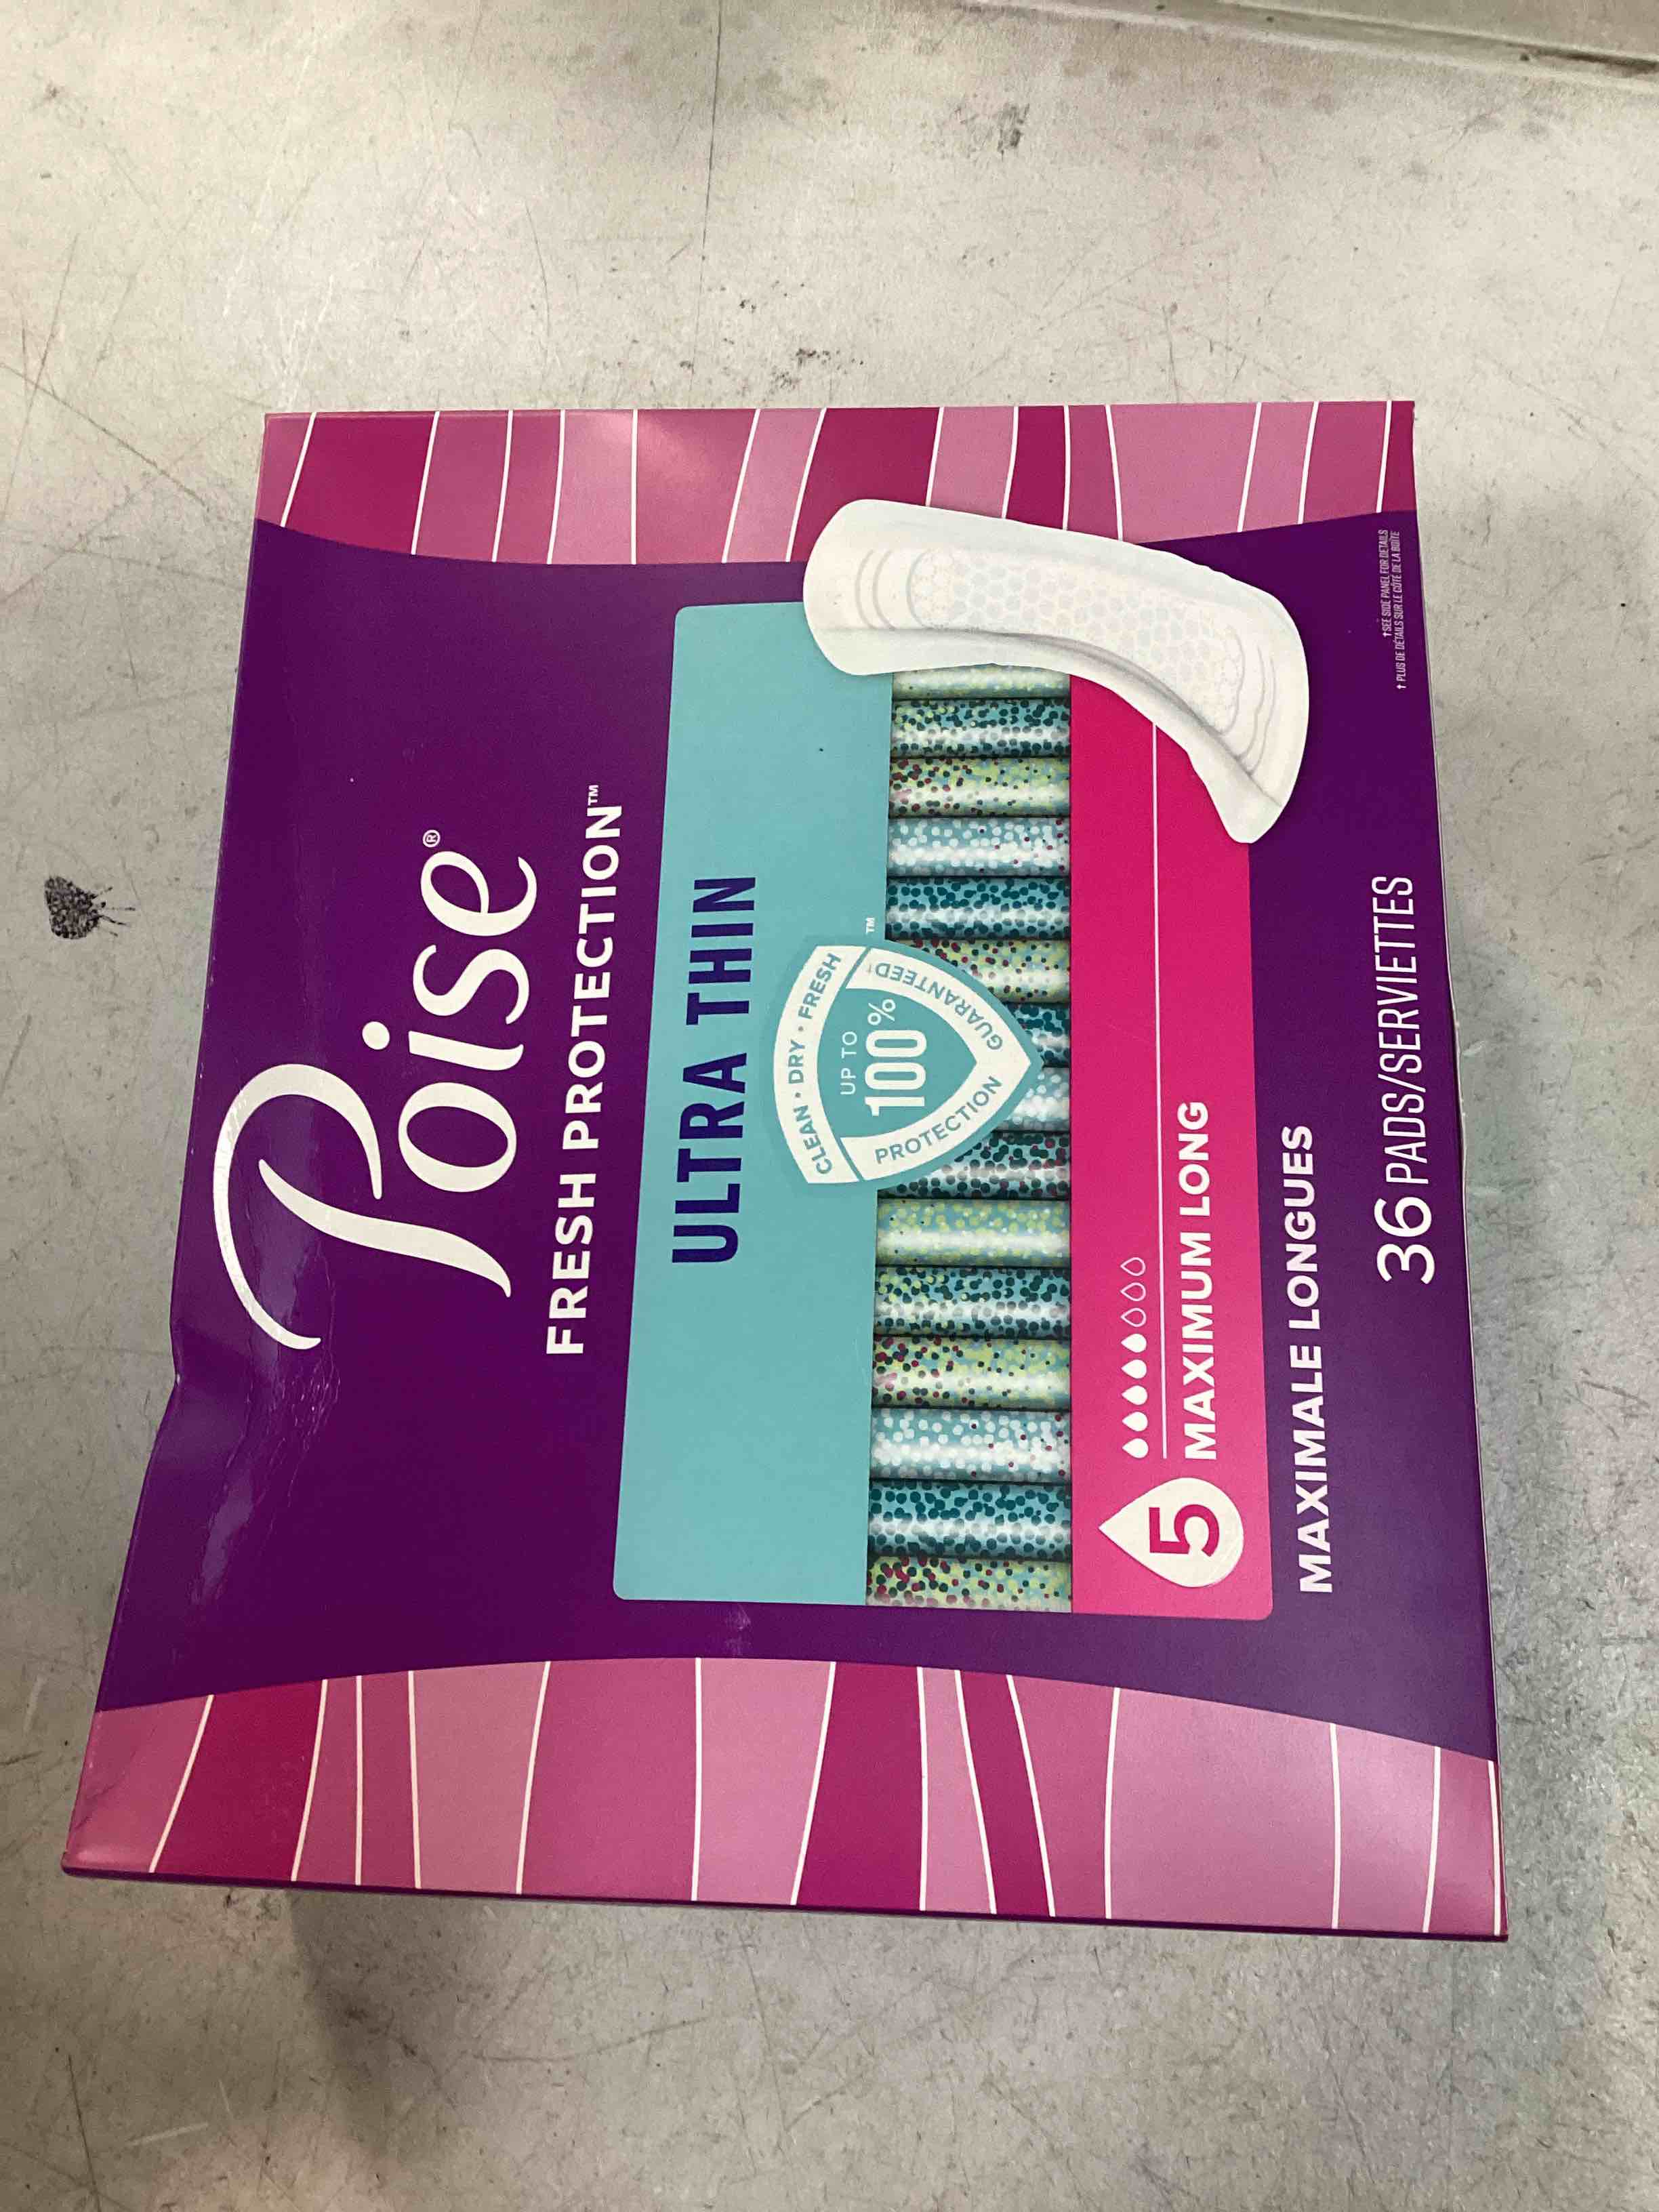 Poise®
FRESH PROTECTION™
ULTRA THIN
CLEAN • DRY • FRESH
™
UP TO
100%
PROTECTION GUARANTEED†
5
MAXIMUM LONG
MAXIMALE LONGUES
36 PADS/SERVIETTES
† SEE SIDE PANEL FOR DETAILS
† PLUS DE DÉTAILS SUR LE CÔTÉ DE LA BOÎTE